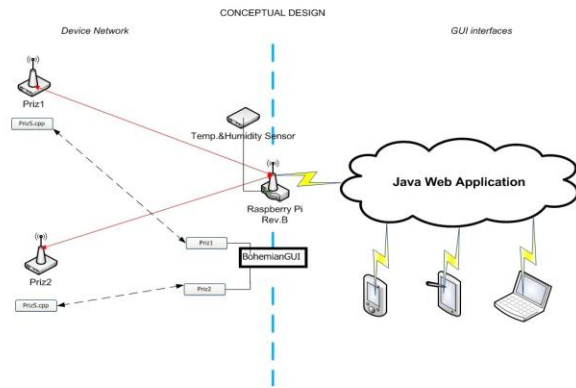 CONCEPTUAL DESIGN
Device Network
GUI interfaces
Priz1
PrizS.cpp
Temp.&Humidity Sensor
Raspberry Pi
Rev.B
Java Web Application
Priz1
BohemianGUI
Priz2
Priz2
PrizS.cpp